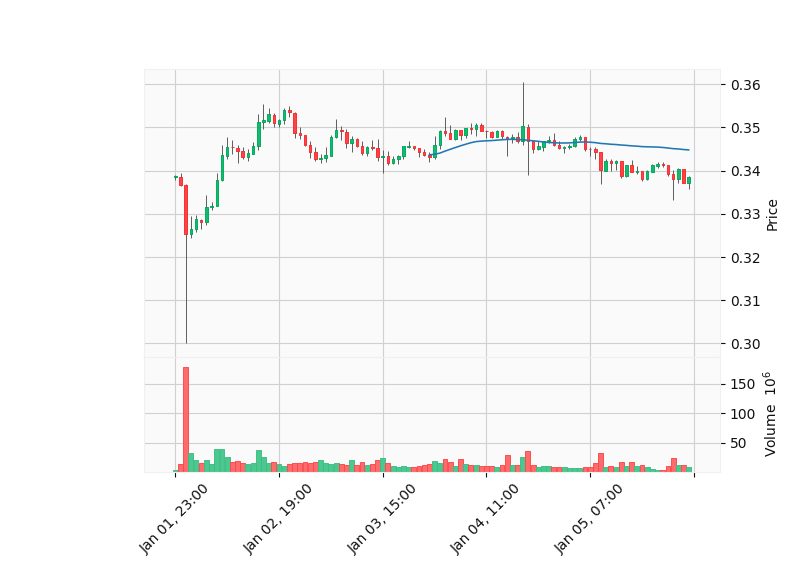 0.36
0.35
0.34
0.33
0.32
0.31
0.30
Price
150
100
50
Volume 10⁶
Jan 01, 23:00
Jan 02, 19:00
Jan 03, 15:00
Jan 04, 11:00
Jan 05, 07:00